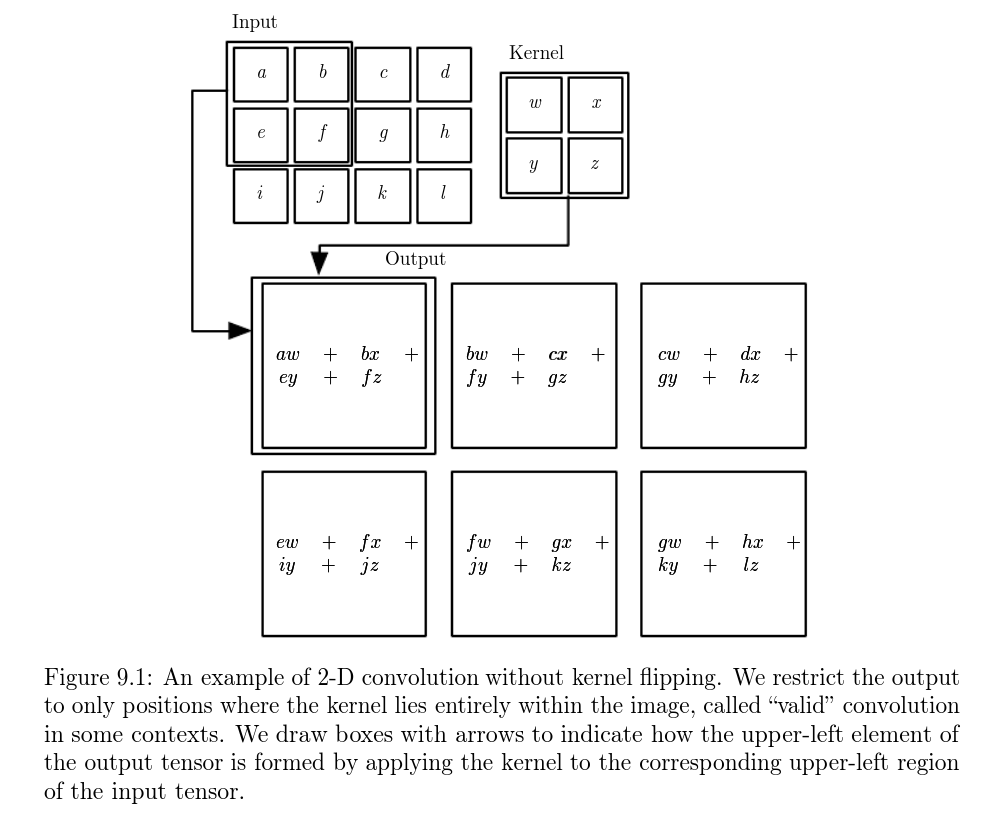 Input
Kernel
a b c d
w x
e f g h
y z
i j k l
Output
aw + bx +
ey + fz
bw + cx +
fy + gz
cw + dx +
gy + hz
ew + fx +
iy + jz
fw + gx +
jy + kz
gw + hx +
ky + lz
Figure 9.1: An example of 2-D convolution without kernel flipping. We restrict the output
to only positions where the kernel lies entirely within the image, called “valid” convolution
in some contexts. We draw boxes with arrows to indicate how the upper-left element of
the output tensor is formed by applying the kernel to the corresponding upper-left region
of the input tensor.